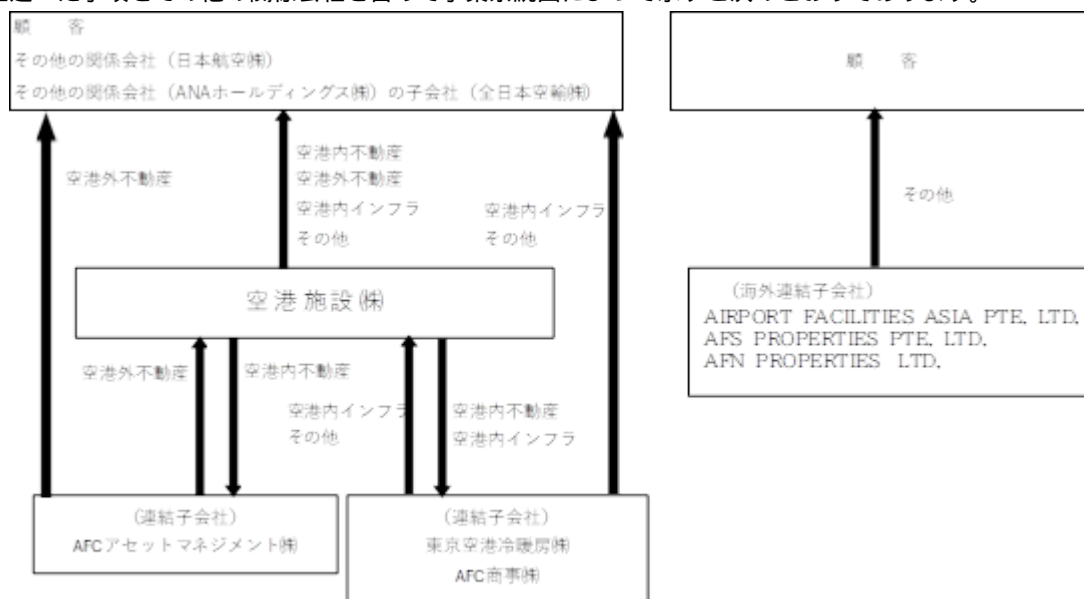 顧 客
その他の関係会社(日本航空㈱)
その他の関係会社(ANAホールディングス㈱)の子会社(全日本空輸㈱)
顧 客
空港外不動産
空港内不動産
空港外不動産
空港内インフラ
その他
空港内インフラ
その他
その他
空港施設㈱
(海外連結子会社)
AIRPORT FACILITIES ASIA PTE. LTD.
AFS PROPERTIES PTE. LTD.
AFN PROPERTIES LTD.
空港外不動産
空港内不動産
空港内インフラ
その他
空港内不動産
空港内インフラ
(連結子会社)
AFCアセットマネジメント㈱
(連結子会社)
東京空港冷暖房㈱
AFC商事㈱